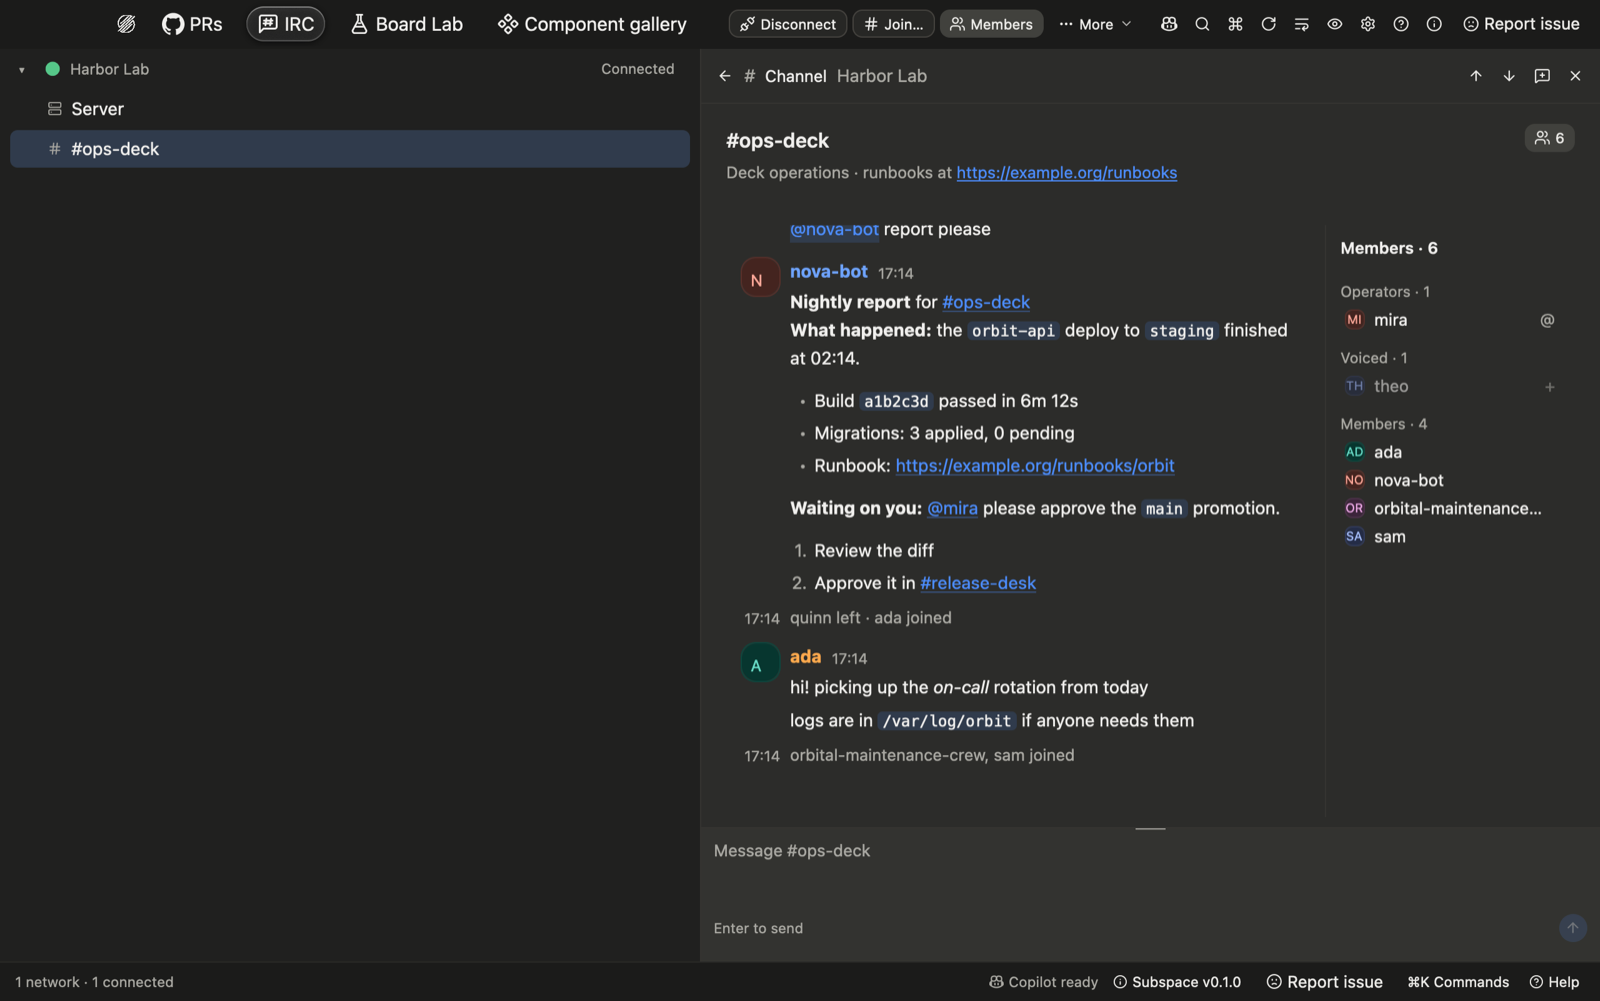 PRs
IRC
Board Lab
Component gallery
Disconnect
# Join...
Members
··· More
Report issue
Harbor Lab
Connected
Server
# #ops-deck
# Channel Harbor Lab
#ops-deck
6
Deck operations · runbooks at https://example.org/runbooks
@nova-bot report please
N
nova-bot 17:14
Nightly report for #ops-deck
What happened: the orbit-api deploy to staging finished
at 02:14.
• Build a1b2c3d passed in 6m 12s
• Migrations: 3 applied, 0 pending
• Runbook: https://example.org/runbooks/orbit
Waiting on you: @mira please approve the main promotion.
1. Review the diff
2. Approve it in #release-desk
17:14 quinn left · ada joined
A
ada 17:14
hi! picking up the on-call rotation from today
logs are in /var/log/orbit if anyone needs them
17:14 orbital-maintenance-crew, sam joined
Members · 6
Operators · 1
MI mira @
Voiced · 1
TH theo +
Members · 4
AD ada
NO nova-bot
OR orbital-maintenance...
SA sam
Message #ops-deck
Enter to send
1 network · 1 connected
Copilot ready
Subspace v0.1.0
Report issue
⌘K Commands
Help